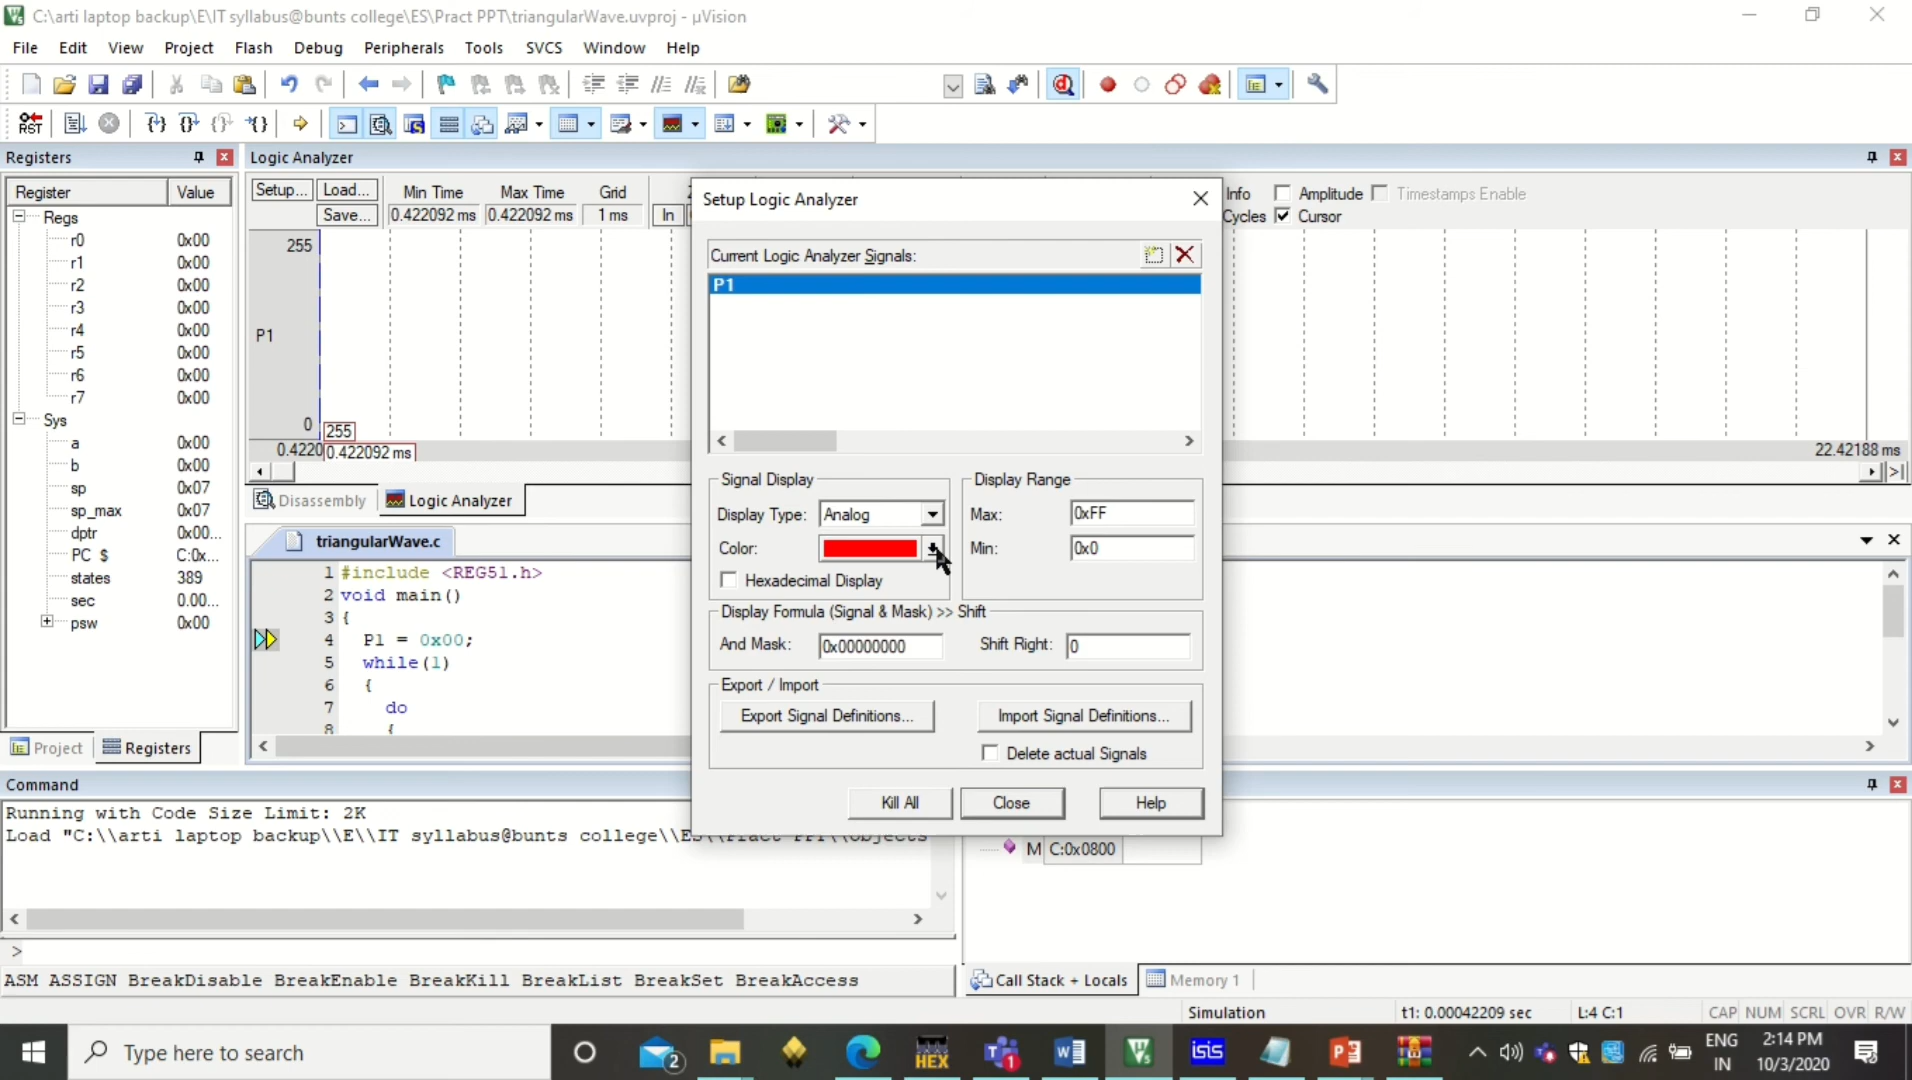 C:\arti laptop backup\E\IT syllabus@bunts college\ES\Pract PPT\triangularWave.uvproj - µVision
File Edit View Project Flash Debug Peripherals Tools SVCS Window Help
Registers
Register Value
Regs
r0 0x00
r1 0x00
r2 0x00
r3 0x00
r4 0x00
r5 0x00
r6 0x00
r7 0x00
Sys
a 0x00
b 0x00
sp 0x07
sp_max 0x07
dptr 0x00...
PC $ C:0x...
states 389
sec 0.00...
psw 0x00
Project Registers
Logic Analyzer
Setup... Load... Min Time Max Time Grid
Save... 0.422092 ms 0.422092 ms 1 ms In
Info Amplitude Timestamps Enable
Cycles Cursor
255
P1
0 255
0.4220 0.422092 ms 22.42188 ms
Disassembly Logic Analyzer
triangularWave.c
1 #include <REG51.h>
2 void main()
3 {
4 P1 = 0x00;
5 while(1)
6 {
7 do
8 {
Setup Logic Analyzer
Current Logic Analyzer Signals:
P1
Signal Display
Display Type: Analog
Color:
Hexadecimal Display
Display Range
Max: 0xFF
Min: 0x0
Display Formula (Signal & Mask) >> Shift
And Mask: 0x00000000 Shift Right: 0
Export / Import
Export Signal Definitions... Import Signal Definitions...
Delete actual Signals
Kill All Close Help
Command
Running with Code Size Limit: 2K
Load "C:\\arti laptop backup\\E\\IT syllabus@bunts college\\ES\\Pract PPT\\Objects
>
ASM ASSIGN BreakDisable BreakEnable BreakKill BreakList BreakSet BreakAccess
M C:0x0800
Call Stack + Locals Memory 1
Simulation t1: 0.00042209 sec L:4 C:1 CAP NUM SCRL OVR R/W
Type here to search
2
HEX
1
isis
ENG
IN
2:14 PM
10/3/2020